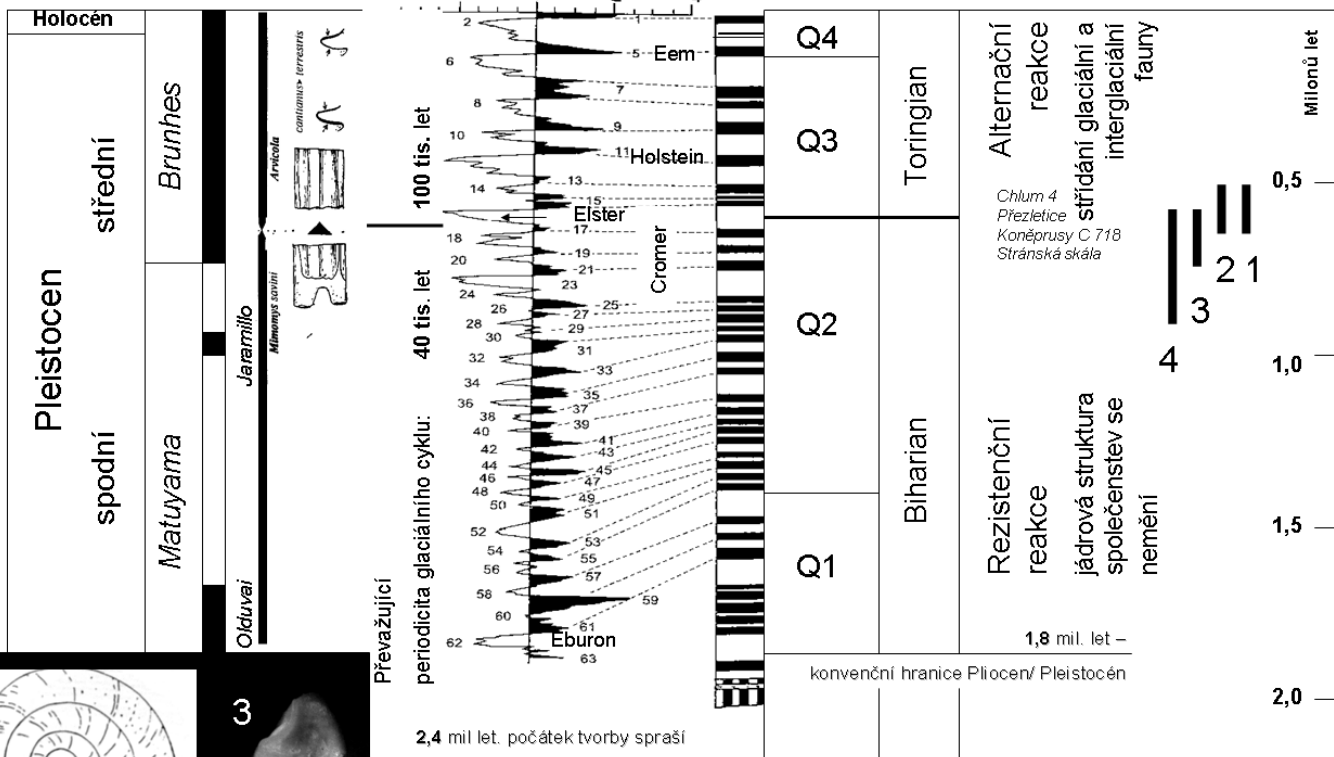 Holocén
Pleistocen
střední
spodní
Brunhes
Matuyama
Jaramillo
Olduvai
cantianus> terrestris
Arvicola
Mimomys savini
100 tis. let
40 tis. let
Převažující
periodicita glaciálního cyklu:
2
6
8
10
14
18
20
24
26
28
30
32
34
36
38
40
42
44
46
48
50
52
54
56
58
60
62
1
5
7
9
11
13
15
17
19
21
23
25
27
29
31
33
35
37
39
41
43
45
47
49
51
53
55
57
59
61
63
Eem
Holstein
Elster
Cromer
Eburon
2,4 mil let. počátek tvorby spraší
Q4
Q3
Q2
Q1
Toringian
Biharian
Alternační
reakce
střídání glaciální a
interglaciální
fauny
Chlum 4
Přezletice
Koněprusy C 718
Stránská skála
Rezistenční
reakce
jádrová struktura
společenstev se
nemění
1,8 mil. let –
konvenční hranice Pliocen/ Pleistocén
Milonů let
0,5
1,0
1,5
2,0
4
3
2
1
3